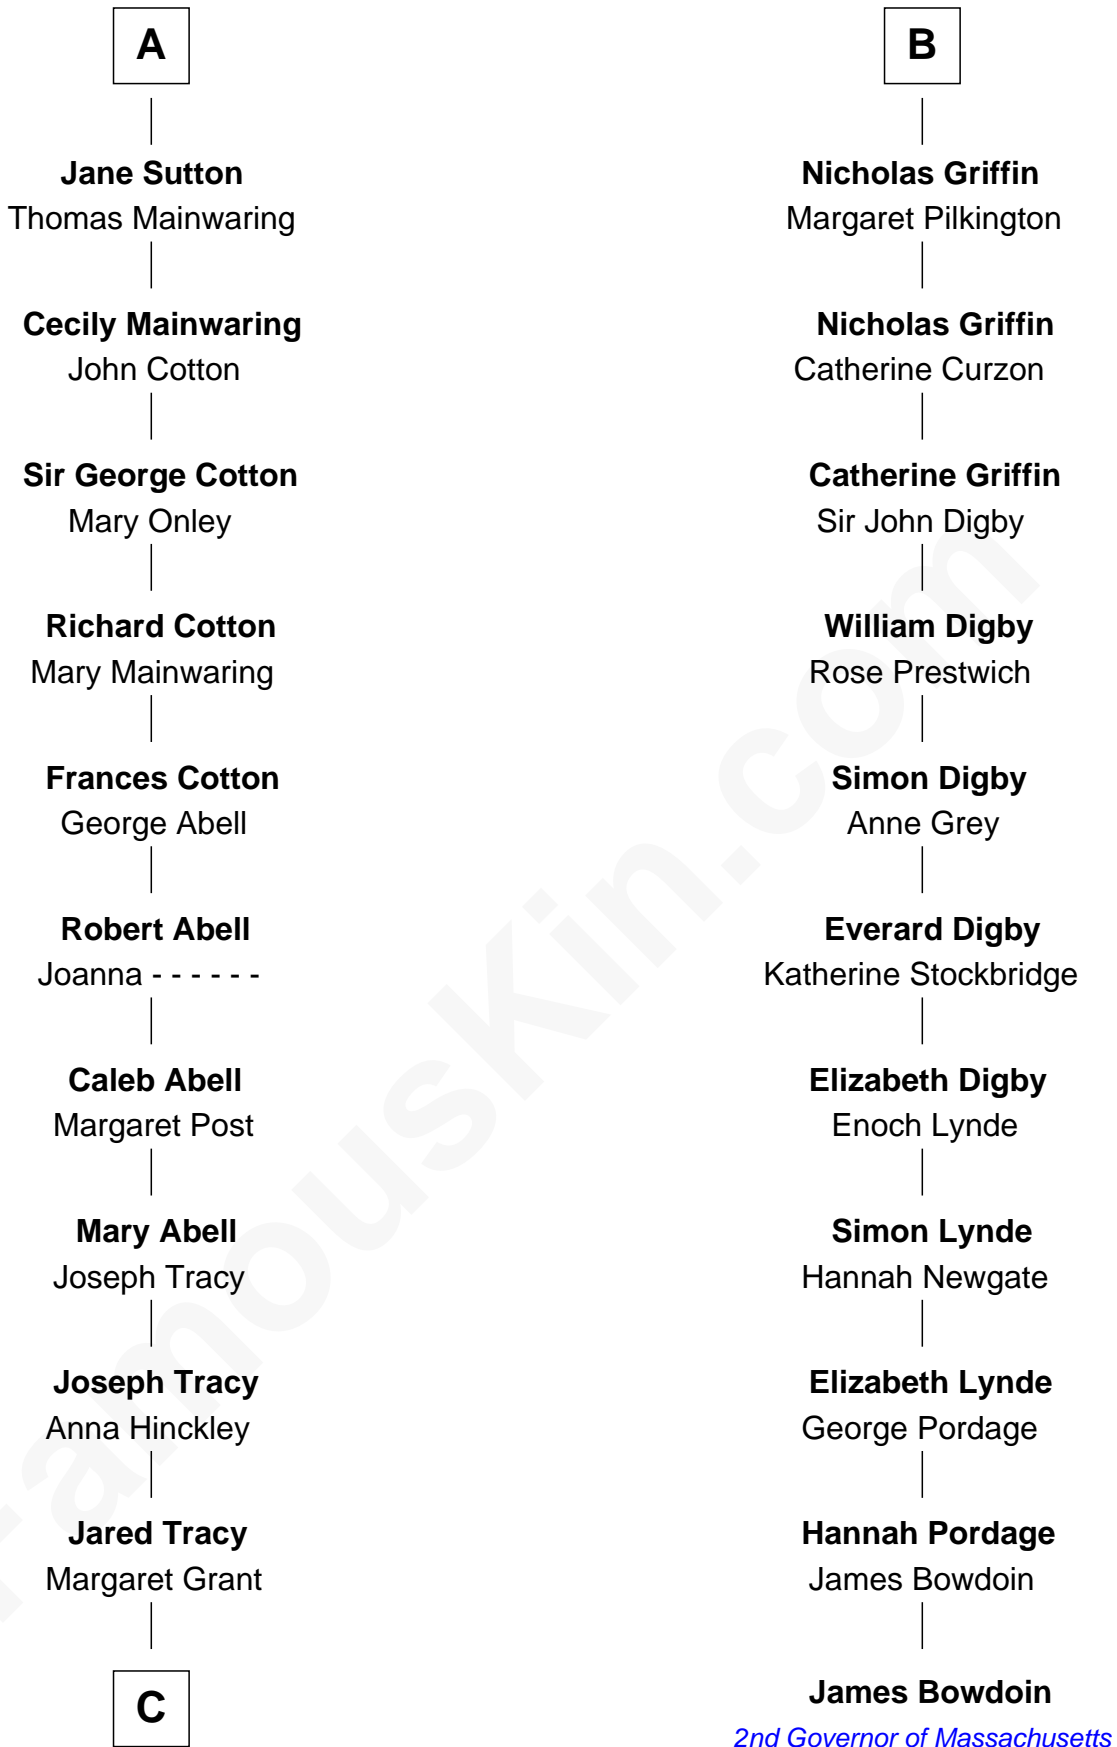 A
Jane Sutton
Thomas Mainwaring
Cecily Mainwaring
John Cotton
Sir George Cotton
Mary Onley
Richard Cotton
Mary Mainwaring
Frances Cotton
George Abell
Robert Abell
Joanna - - - - - -
Caleb Abell
Margaret Post
Mary Abell
Joseph Tracy
Joseph Tracy
Anna Hinckley
Jared Tracy
Margaret Grant
C
B
Nicholas Griffin
Margaret Pilkington
Nicholas Griffin
Catherine Curzon
Catherine Griffin
Sir John Digby
William Digby
Rose Prestwich
Simon Digby
Anne Grey
Everard Digby
Katherine Stockbridge
Elizabeth Digby
Enoch Lynde
Simon Lynde
Hannah Newgate
Elizabeth Lynde
George Pordage
Hannah Pordage
James Bowdoin
James Bowdoin
2nd Governor of Massachusetts
FamousKin.com